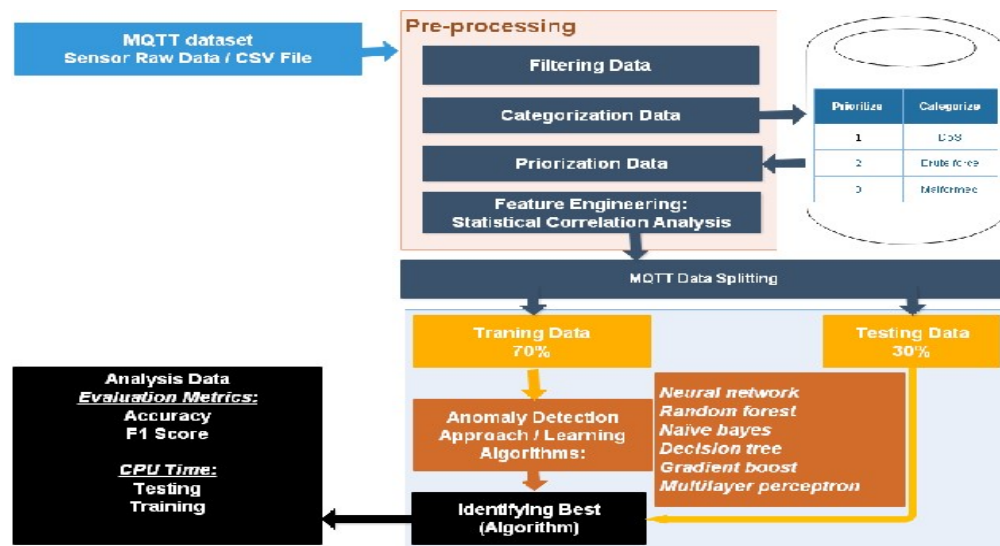 MQTT dataset
Sensor Raw Data / CSV File
Pre-processing
Filtering Data
Categorization Data
Priorization Data
Feature Engineering:
Statistical Correlation Analysis
Prioritize
Categorize
1
DoS
2
Brute force
3
Malformed
MQTT Data Splitting
Traning Data
70%
Testing Data
30%
Anomaly Detection
Approach / Learning
Algorithms:
Neural network
Random forest
Naïve bayes
Decision tree
Gradient boost
Multilayer perceptron
Identifying Best
(Algorithm)
Analysis Data
Evaluation Metrics:
Accuracy
F1 Score
CPU Time:
Testing
Training